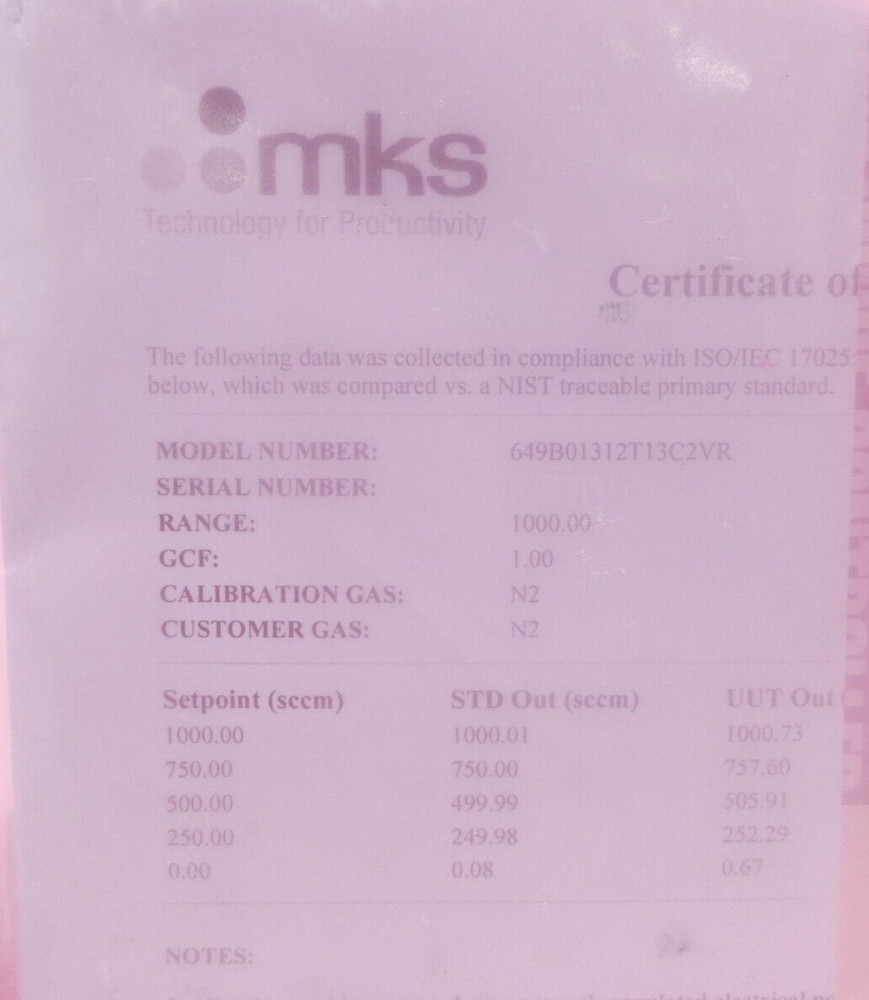 mks
Technology for Productivity
Certificate of
The following data was collected in compliance with ISO/IEC 17025
below, which was compared vs. a NIST traceable primary standard.
MODEL NUMBER: 649B01312T13C2VR
SERIAL NUMBER:
RANGE: 1000.00
GCF: 1.00
CALIBRATION GAS: N2
CUSTOMER GAS: N2
Setpoint (sccm) STD Out (sccm) UUT Out (
1000.00 1000.01 1000.73
750.00 750.00 757.60
500.00 499.99 505.91
250.00 249.98 252.29
0.00 0.08 0.67
NOTES: